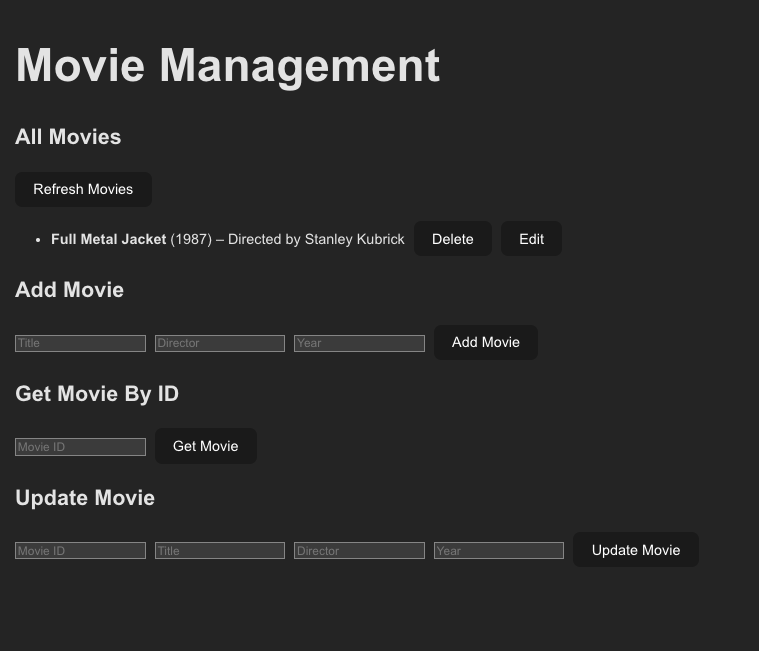 Movie Management
All Movies
Refresh Movies
• Full Metal Jacket (1987) – Directed by Stanley Kubrick Delete Edit
Add Movie
Title Director Year Add Movie
Get Movie By ID
Movie ID Get Movie
Update Movie
Movie ID Title Director Year Update Movie